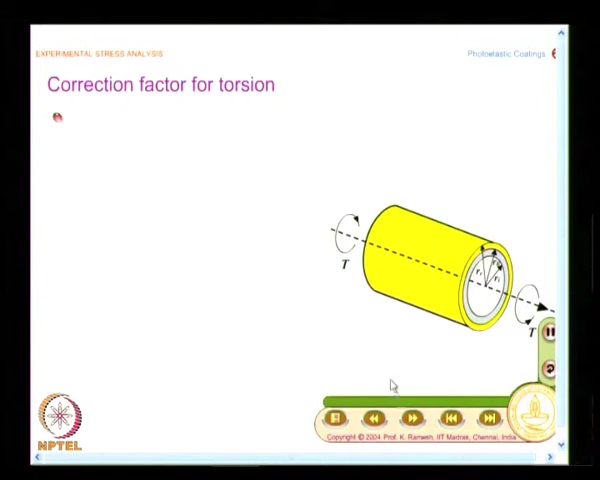 EXPERIMENTAL STRESS ANALYSIS
Photoelastic Coatings
Correction factor for torsion
T
T
NPTEL
Copyright © 2004 Prof. K. Ramesh, IIT Madras, Chennai, India